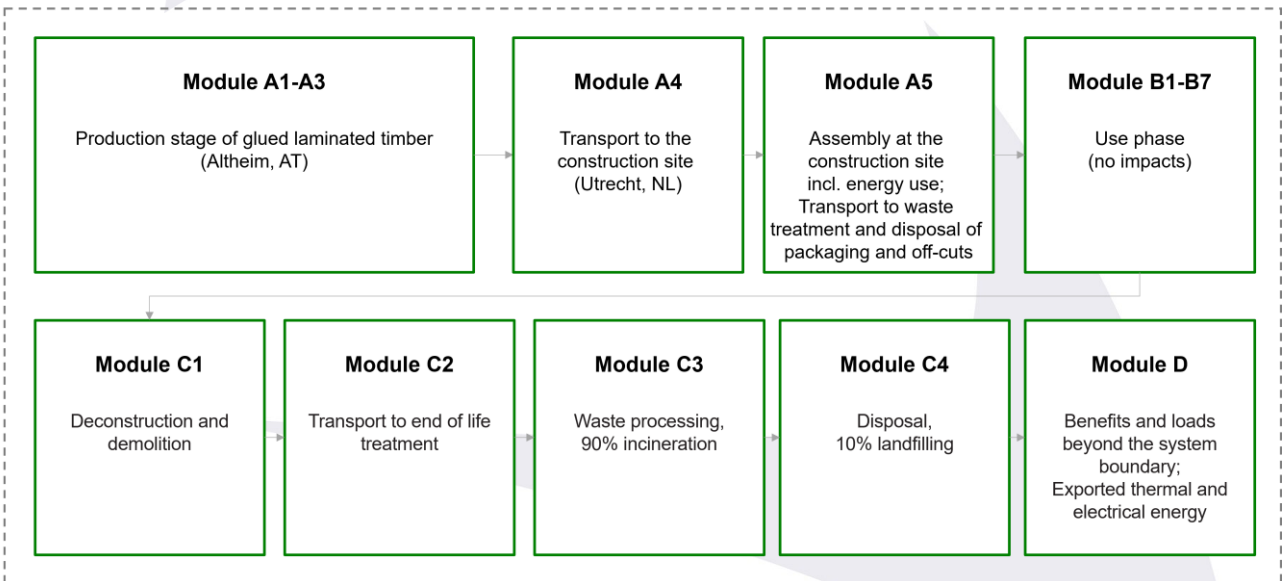 Module A1-A3
Production stage of glued laminated timber
(Altheim, AT)
Module A4
Transport to the
construction site
(Utrecht, NL)
Module A5
Assembly at the
construction site
incl. energy use;
Transport to waste
treatment and disposal of
packaging and off-cuts
Module B1-B7
Use phase
(no impacts)
Module C1
Deconstruction and
demolition
Module C2
Transport to end of life
treatment
Module C3
Waste processing,
90% incineration
Module C4
Disposal,
10% landfilling
Module D
Benefits and loads
beyond the system
boundary;
Exported thermal and
electrical energy